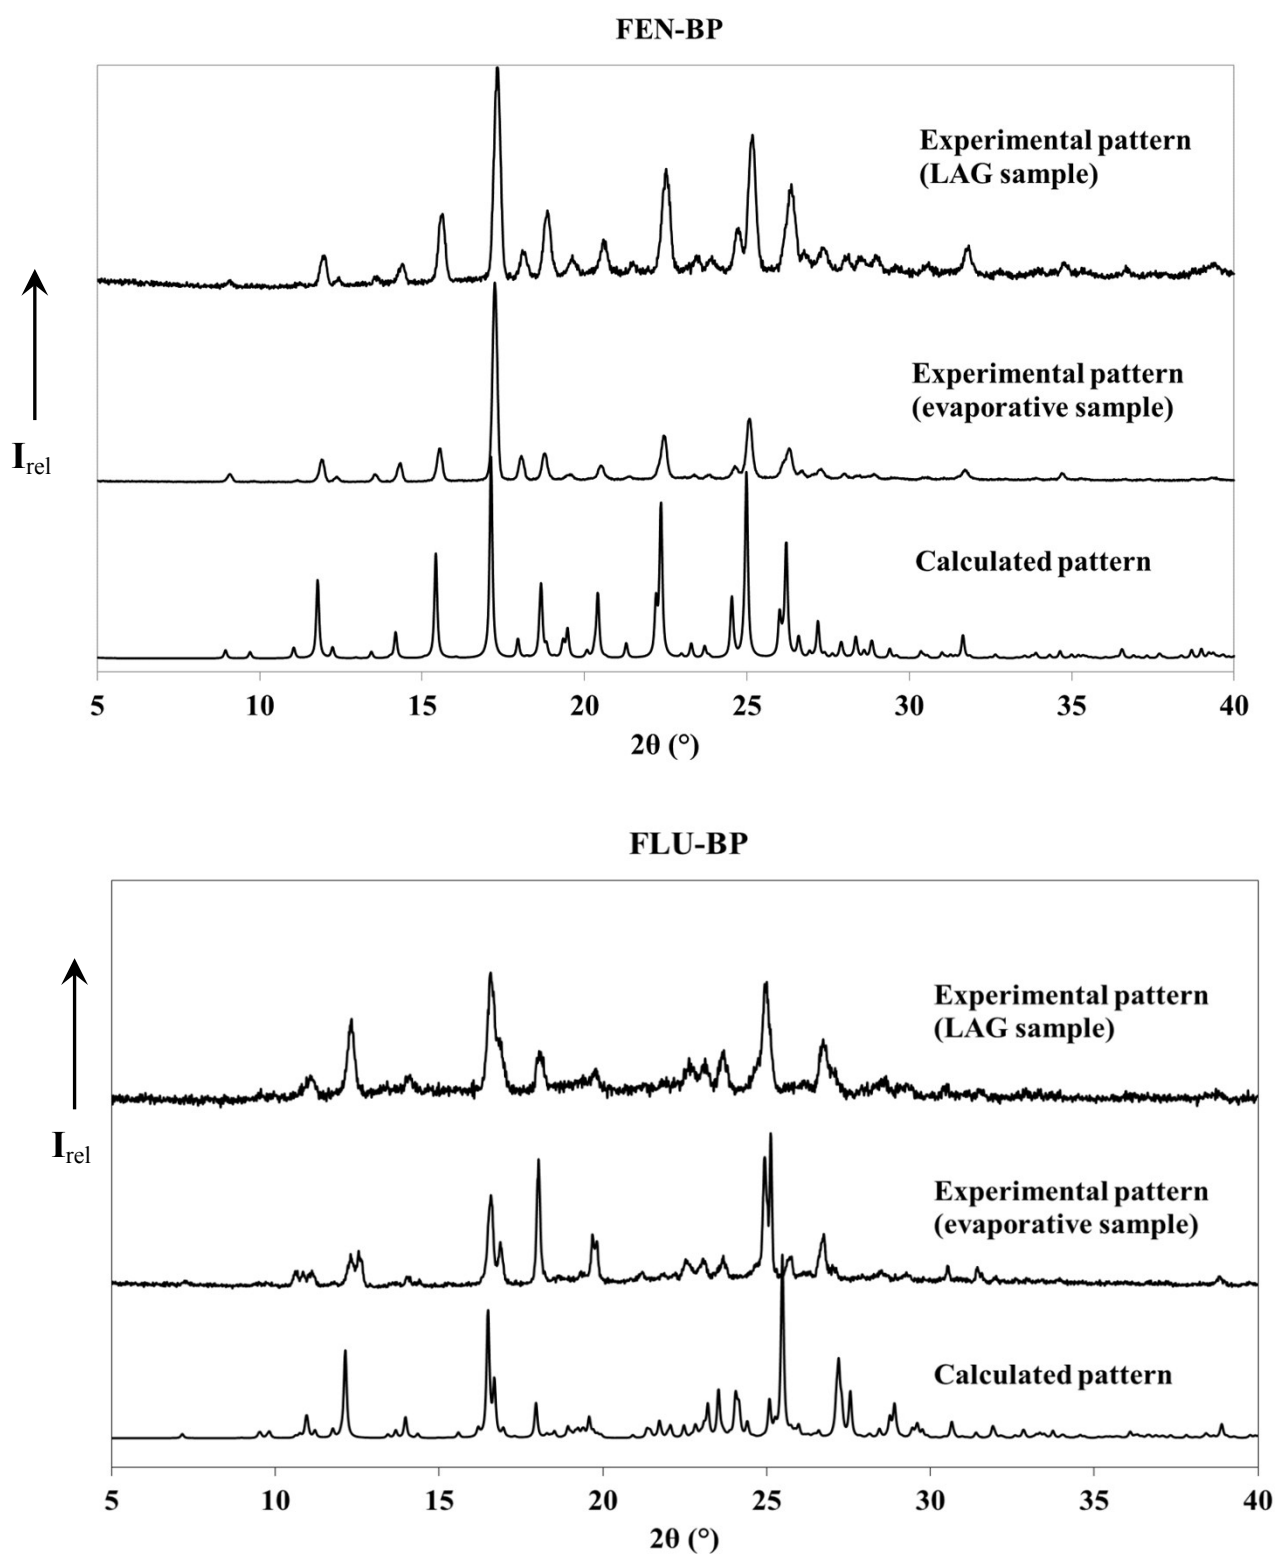 FEN-BP
Experimental pattern
(LAG sample)
Experimental pattern
(evaporative sample)
Irel
Calculated pattern
5 10 15 20 25 30 35 40
2θ (°)
FLU-BP
Experimental pattern
(LAG sample)
Irel
Experimental pattern
(evaporative sample)
Calculated pattern
5 10 15 20 25 30 35 40
2θ (°)